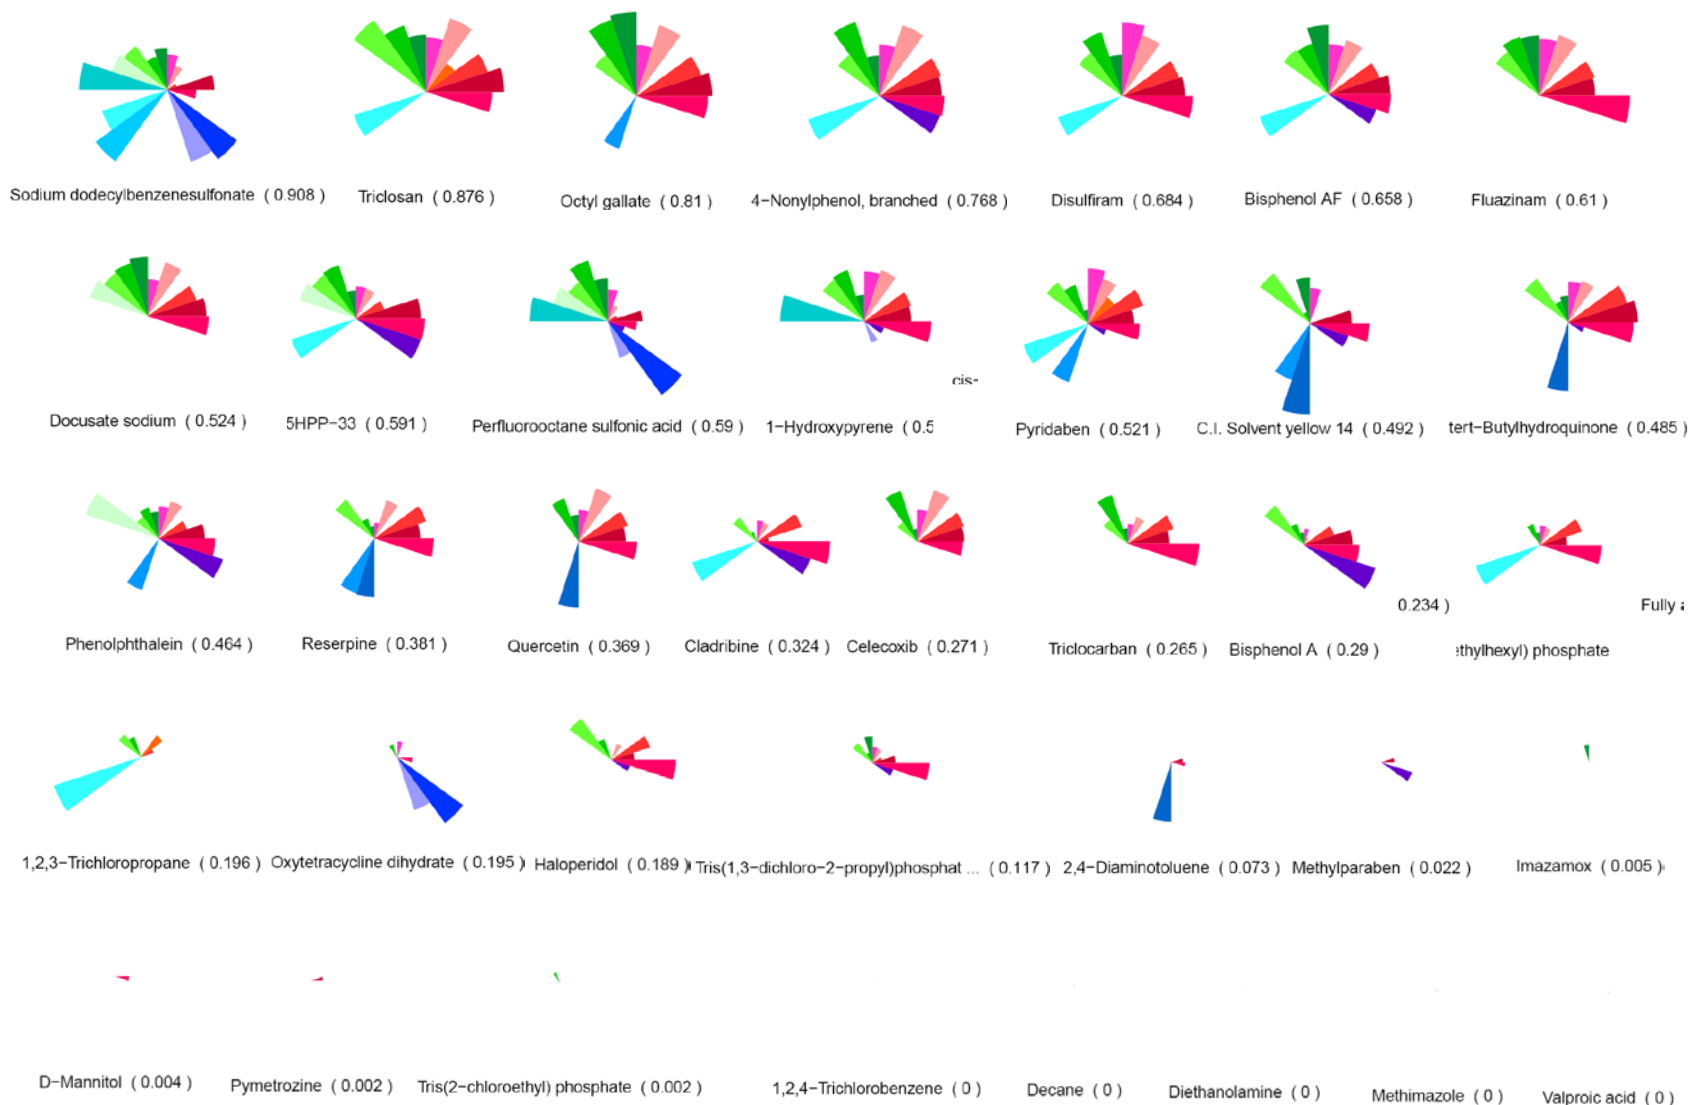 Sodium dodecylbenzenesulfonate ( 0.908 )
Triclosan ( 0.876 )
Octyl gallate ( 0.81 )
4−Nonylphenol, branched ( 0.768 )
Disulfiram ( 0.684 )
Bisphenol AF ( 0.658 )
Fluazinam ( 0.61 )
cis-
Docusate sodium ( 0.524 )
5HPP−33 ( 0.591 )
Perfluorooctane sulfonic acid ( 0.59 )
1−Hydroxypyrene ( 0.5
Pyridaben ( 0.521 )
C.I. Solvent yellow 14 ( 0.492 )
tert−Butylhydroquinone ( 0.485 )
0.234 )
Fully
Phenolphthalein ( 0.464 )
Reserpine ( 0.381 )
Quercetin ( 0.369 )
Cladribine ( 0.324 )
Celecoxib ( 0.271 )
Triclocarban ( 0.265 )
Bisphenol A ( 0.29 )
ethylhexyl) phosphate
1,2,3−Trichloropropane ( 0.196 )
Oxytetracycline dihydrate ( 0.195 )
Haloperidol ( 0.189 )
Tris(1,3−dichloro−2−propyl)phosphat ... ( 0.117 )
2,4−Diaminotoluene ( 0.073 )
Methylparaben ( 0.022 )
Imazamox ( 0.005 )
D−Mannitol ( 0.004 )
Pymetrozine ( 0.002 )
Tris(2−chloroethyl) phosphate ( 0.002 )
1,2,4−Trichlorobenzene ( 0 )
Decane ( 0 )
Diethanolamine ( 0 )
Methimazole ( 0 )
Valproic acid ( 0 )